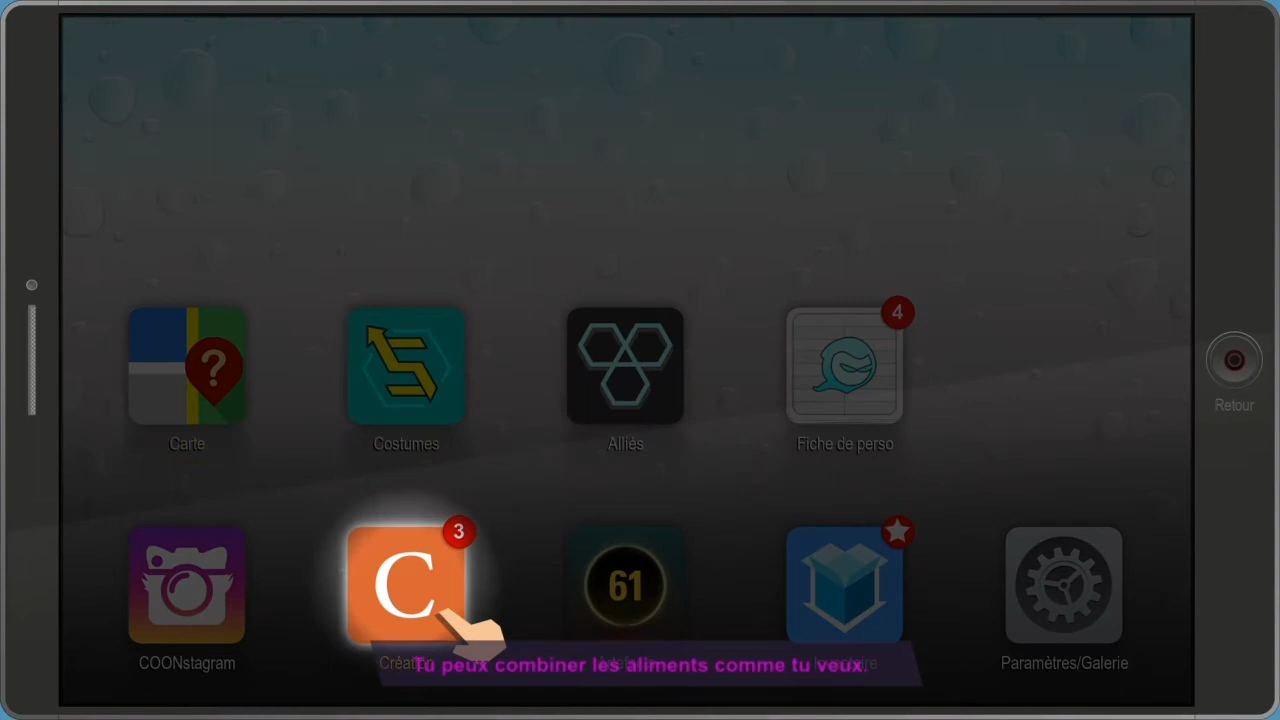 4
?
Retour
Carte
Costumes
Alliés
Fiche de perso
3
C
61
COONstagram
Tu peux combiner les aliments comme tu veux.
Paramètres/Galerie